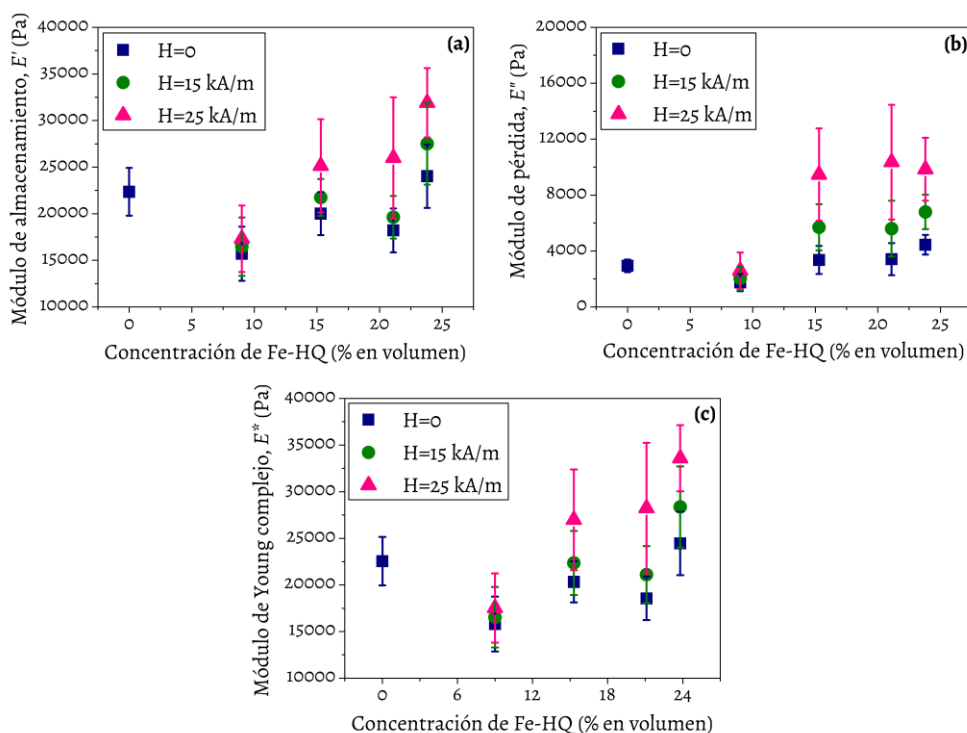 (a)
H=0
H=15 kA/m
H=25 kA/m
Módulo de almacenamiento, E' (Pa)
40000
35000
30000
25000
20000
15000
10000
0 5 10 15 20 25
Concentración de Fe-HQ (% en volumen)
(b)
H=0
H=15 kA/m
H=25 kA/m
Módulo de pérdida, E'' (Pa)
20000
16000
12000
8000
4000
0
0 5 10 15 20 25
Concentración de Fe-HQ (% en volumen)
(c)
H=0
H=15 kA/m
H=25 kA/m
Módulo de Young complejo, E* (Pa)
40000
35000
30000
25000
20000
15000
10000
0 6 12 18 24
Concentración de Fe-HQ (% en volumen)